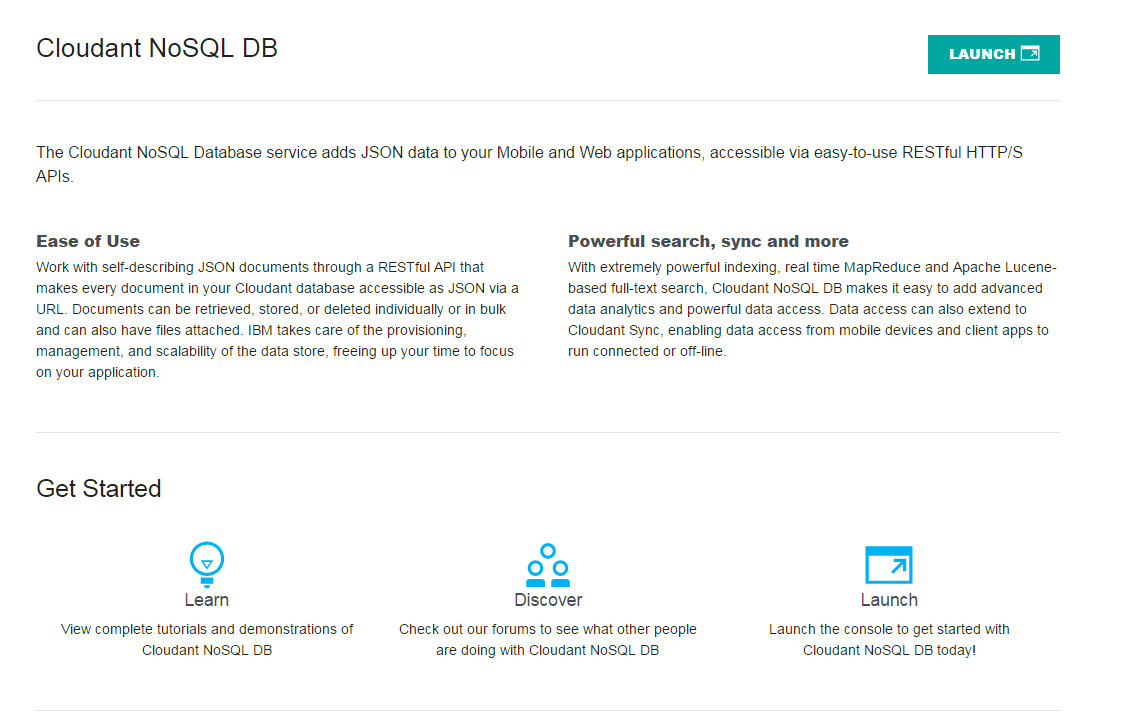 Cloudant NoSQL DB
LAUNCH
The Cloudant NoSQL Database service adds JSON data to your Mobile and Web applications, accessible via easy-to-use RESTful HTTP/S
APIs.
Ease of Use
Work with self-describing JSON documents through a RESTful API that
makes every document in your Cloudant database accessible as JSON via a
URL. Documents can be retrieved, stored, or deleted individually or in bulk
and can also have files attached. IBM takes care of the provisioning,
management, and scalability of the data store, freeing up your time to focus
on your application.
Powerful search, sync and more
With extremely powerful indexing, real time MapReduce and Apache Lucene-
based full-text search, Cloudant NoSQL DB makes it easy to add advanced
data analytics and powerful data access. Data access can also extend to
Cloudant Sync, enabling data access from mobile devices and client apps to
run connected or off-line.
Get Started
Learn
View complete tutorials and demonstrations of
Cloudant NoSQL DB
Discover
Check out our forums to see what other people
are doing with Cloudant NoSQL DB
Launch
Launch the console to get started with
Cloudant NoSQL DB today!